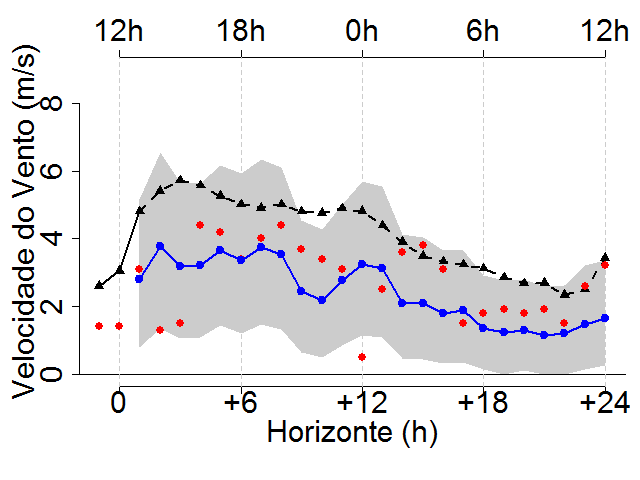 12h 18h 0h 6h 12h
Velocidade do Vento (m/s)
8
6
4
2
0
0 +6 +12 +18 +24
Horizonte (h)